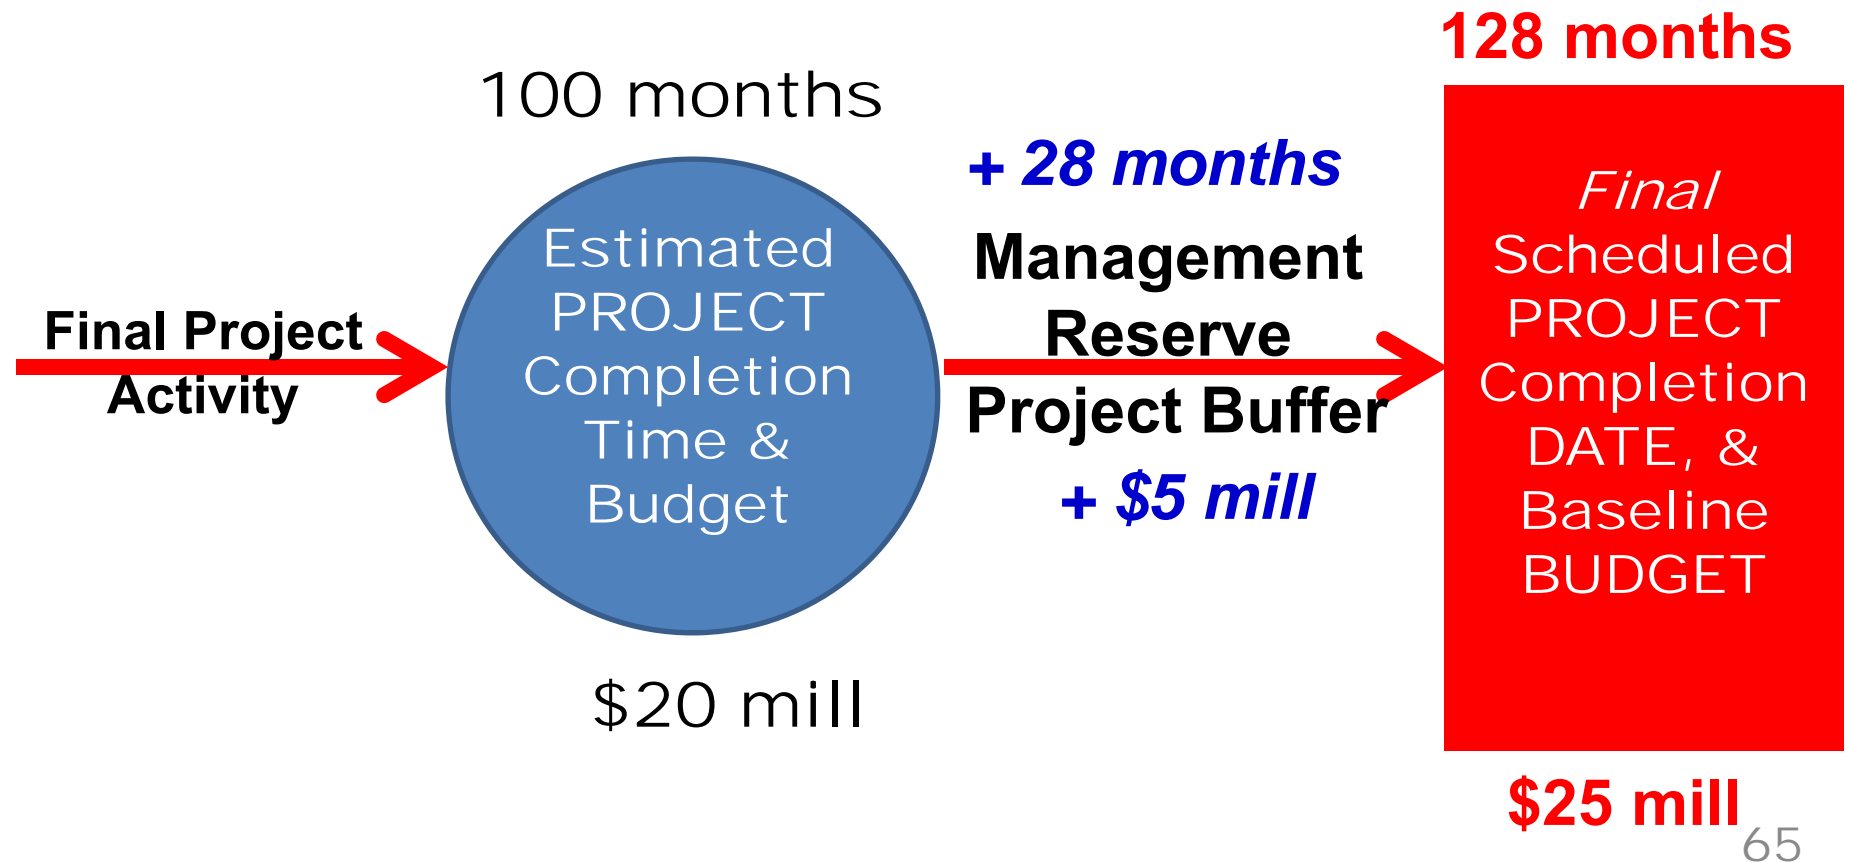 128 months
100 months
+ 28 months
Management
Reserve
Project Buffer
+ $5 mill
Final Project
Activity
Estimated
PROJECT
Completion
Time &
Budget
Final
Scheduled
PROJECT
Completion
DATE, &
Baseline
BUDGET
$20 mill
$25 mill
65